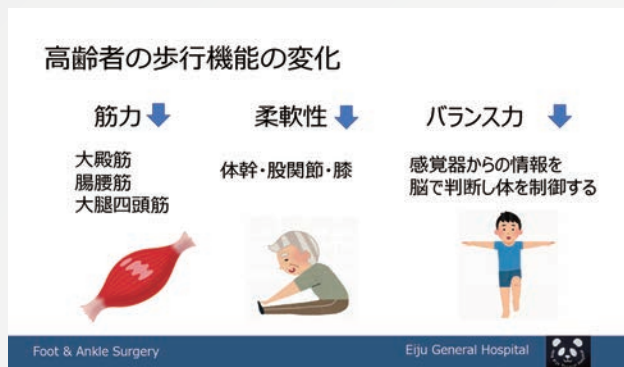 高齢者の歩行機能の変化
筋力
大殿筋
腸腰筋
大腿四頭筋
柔軟性
体幹・股関節・膝
バランス力
感覚器からの情報を
脳で判断し体を制御する
Foot & Ankle Surgery
Eiju General Hospital